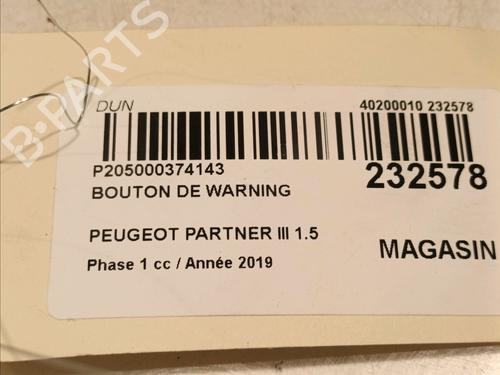 DUN
40200010 232578
P205000374143
232578
BOUTON DE WARNING
PEUGEOT PARTNER III 1.5
MAGASIN
Phase 1 cc / Année 2019
B-PARTS